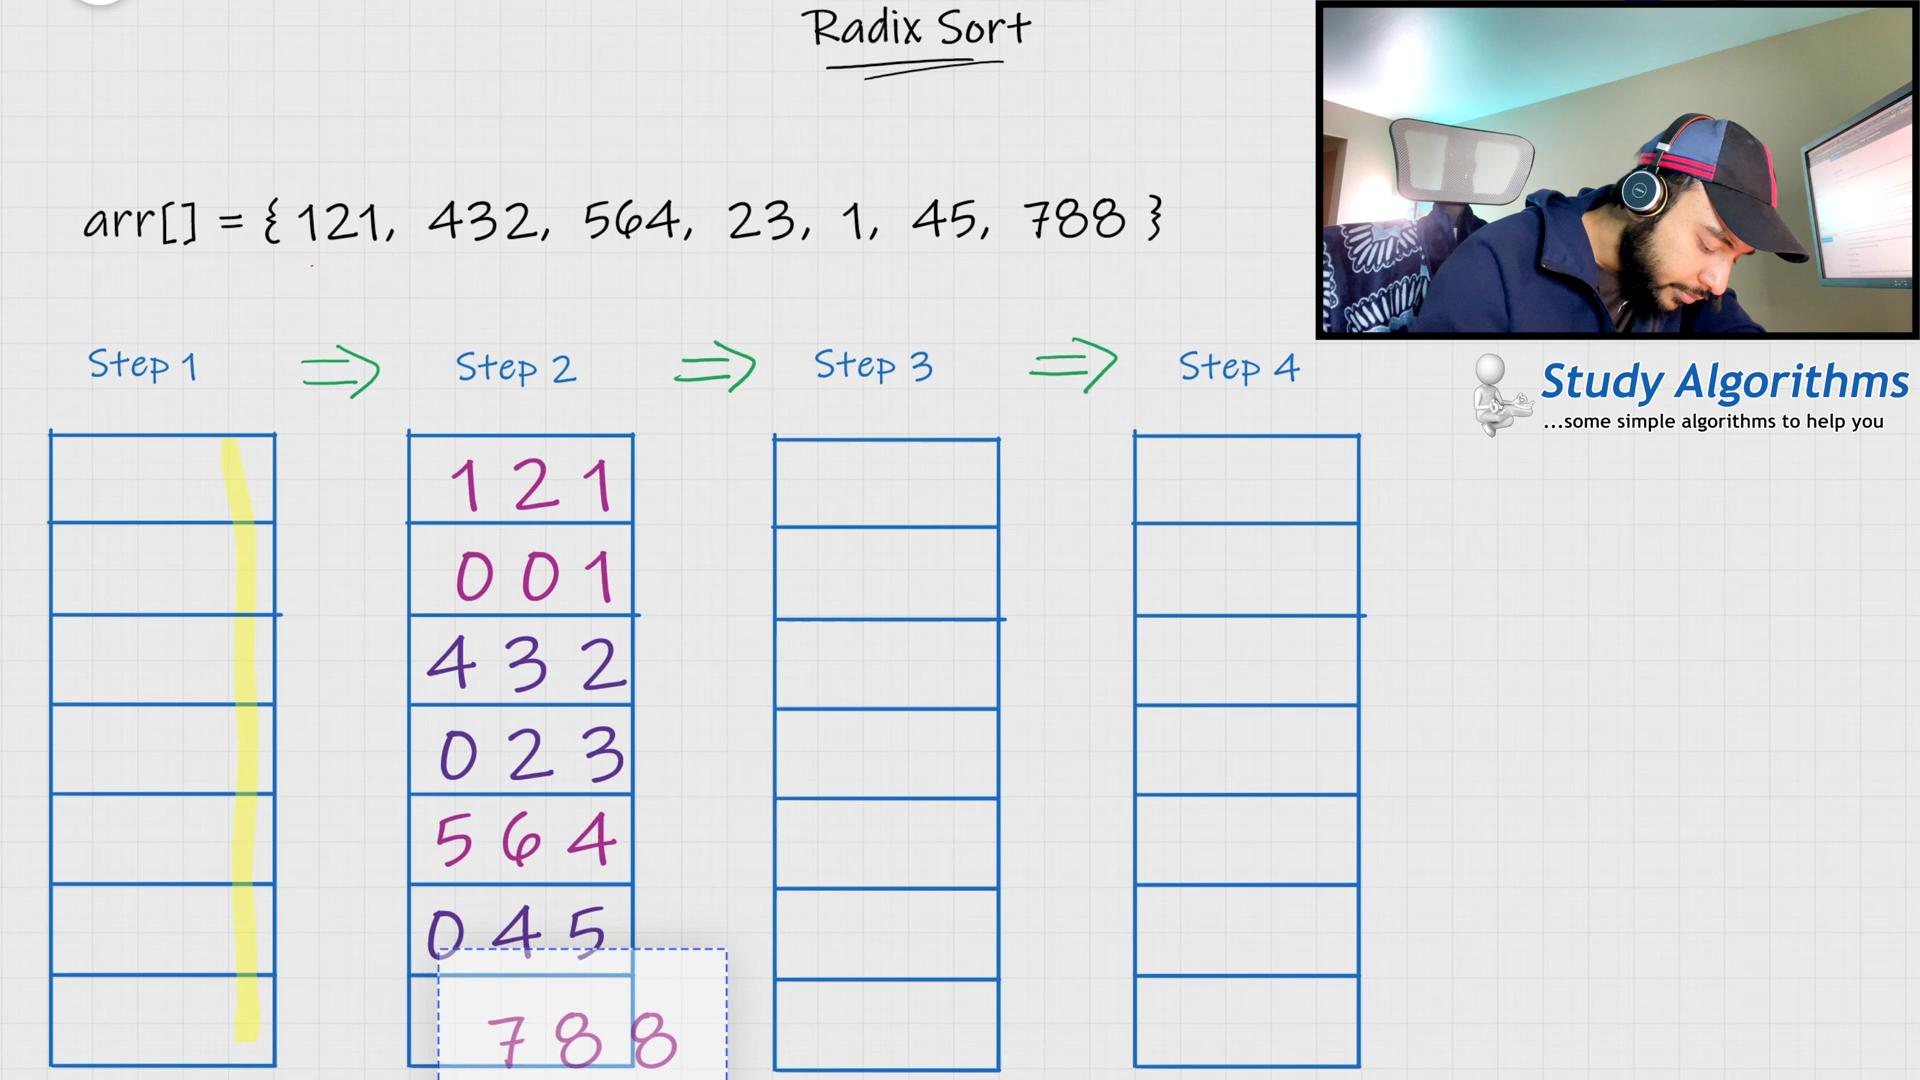 Radix Sort
arr[] = { 121, 432, 564, 23, 1, 45, 788 }
Step 1 ⇒ Step 2 ⇒ Step 3 ⇒ Step 4
Study Algorithms
...some simple algorithms to help you
1 2 1
0 0 1
4 3 2
0 2 3
5 6 4
0 4 5
7 8 8